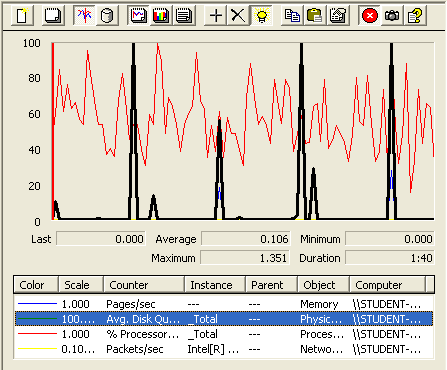 100
80
60
40
20
0
Last 0.000 Average 0.106 Minimum 0.000
Maximum 1.351 Duration 1:40
Color Scale Counter Instance Parent Object Computer
1.000 Pages/sec --- --- Memory \\STUDENT-...
100.... Avg. Disk Qu... _Total --- Physic... \\STUDENT-...
1.000 % Processor... _Total --- Proces... \\STUDENT-...
0.10... Packets/sec Intel[R] ... --- Netwo... \\STUDENT-...